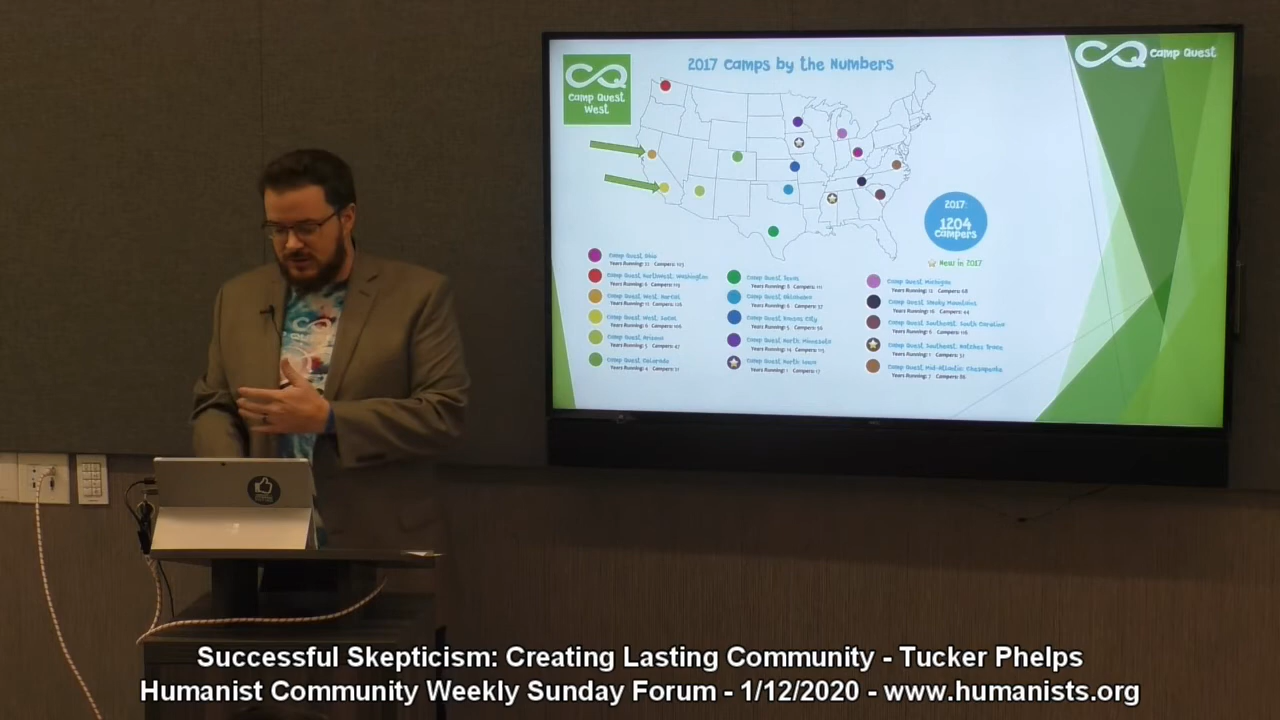 2017 Camps by the Numbers
CQ
Camp Quest
West
CQ Camp Quest
2017:
1204
campers
New in 2017
Camp Quest Ohio
Camp Quest Northwest: Washington
Camp Quest West: NorCal
Camp Quest West: SoCal
Camp Quest Arizona
Camp Quest Colorado
Camp Quest Texas
Camp Quest Oklahoma
Camp Quest Kansas City
Camp Quest North: Minnesota
Camp Quest North: Iowa
Camp Quest Michigan
Camp Quest Smoky Mountains
Camp Quest Southeast: South Carolina
Camp Quest Southeast: Natchez Trace
Camp Quest Mid-Atlantic: Chesapeake
Successful Skepticism: Creating Lasting Community - Tucker Phelps
Humanist Community Weekly Sunday Forum - 1/12/2020 - www.humanists.org